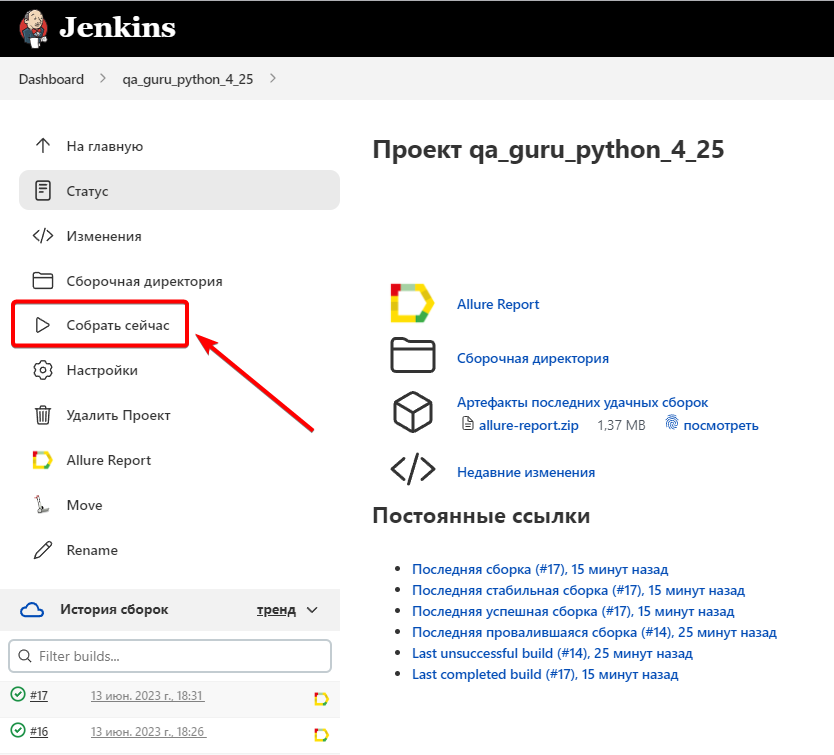 Jenkins
Dashboard
qa_guru_python_4_25
На главную
Статус
Изменения
Сборочная директория
Собрать сейчас
Настройки
Удалить Проект
Allure Report
Move
Rename
История сборок
тренд
Filter builds...
#17 13 июн. 2023 г., 18:31
#16 13 июн. 2023 г., 18:26
Проект qa_guru_python_4_25
Allure Report
Сборочная директория
Артефакты последних удачных сборок
allure-report.zip 1,37 MB посмотреть
Недавние изменения
Постоянные ссылки
Последняя сборка (#17), 15 минут назад
Последняя стабильная сборка (#17), 15 минут назад
Последняя успешная сборка (#17), 15 минут назад
Последняя провалившаяся сборка (#14), 25 минут назад
Last unsuccessful build (#14), 25 минут назад
Last completed build (#17), 15 минут назад